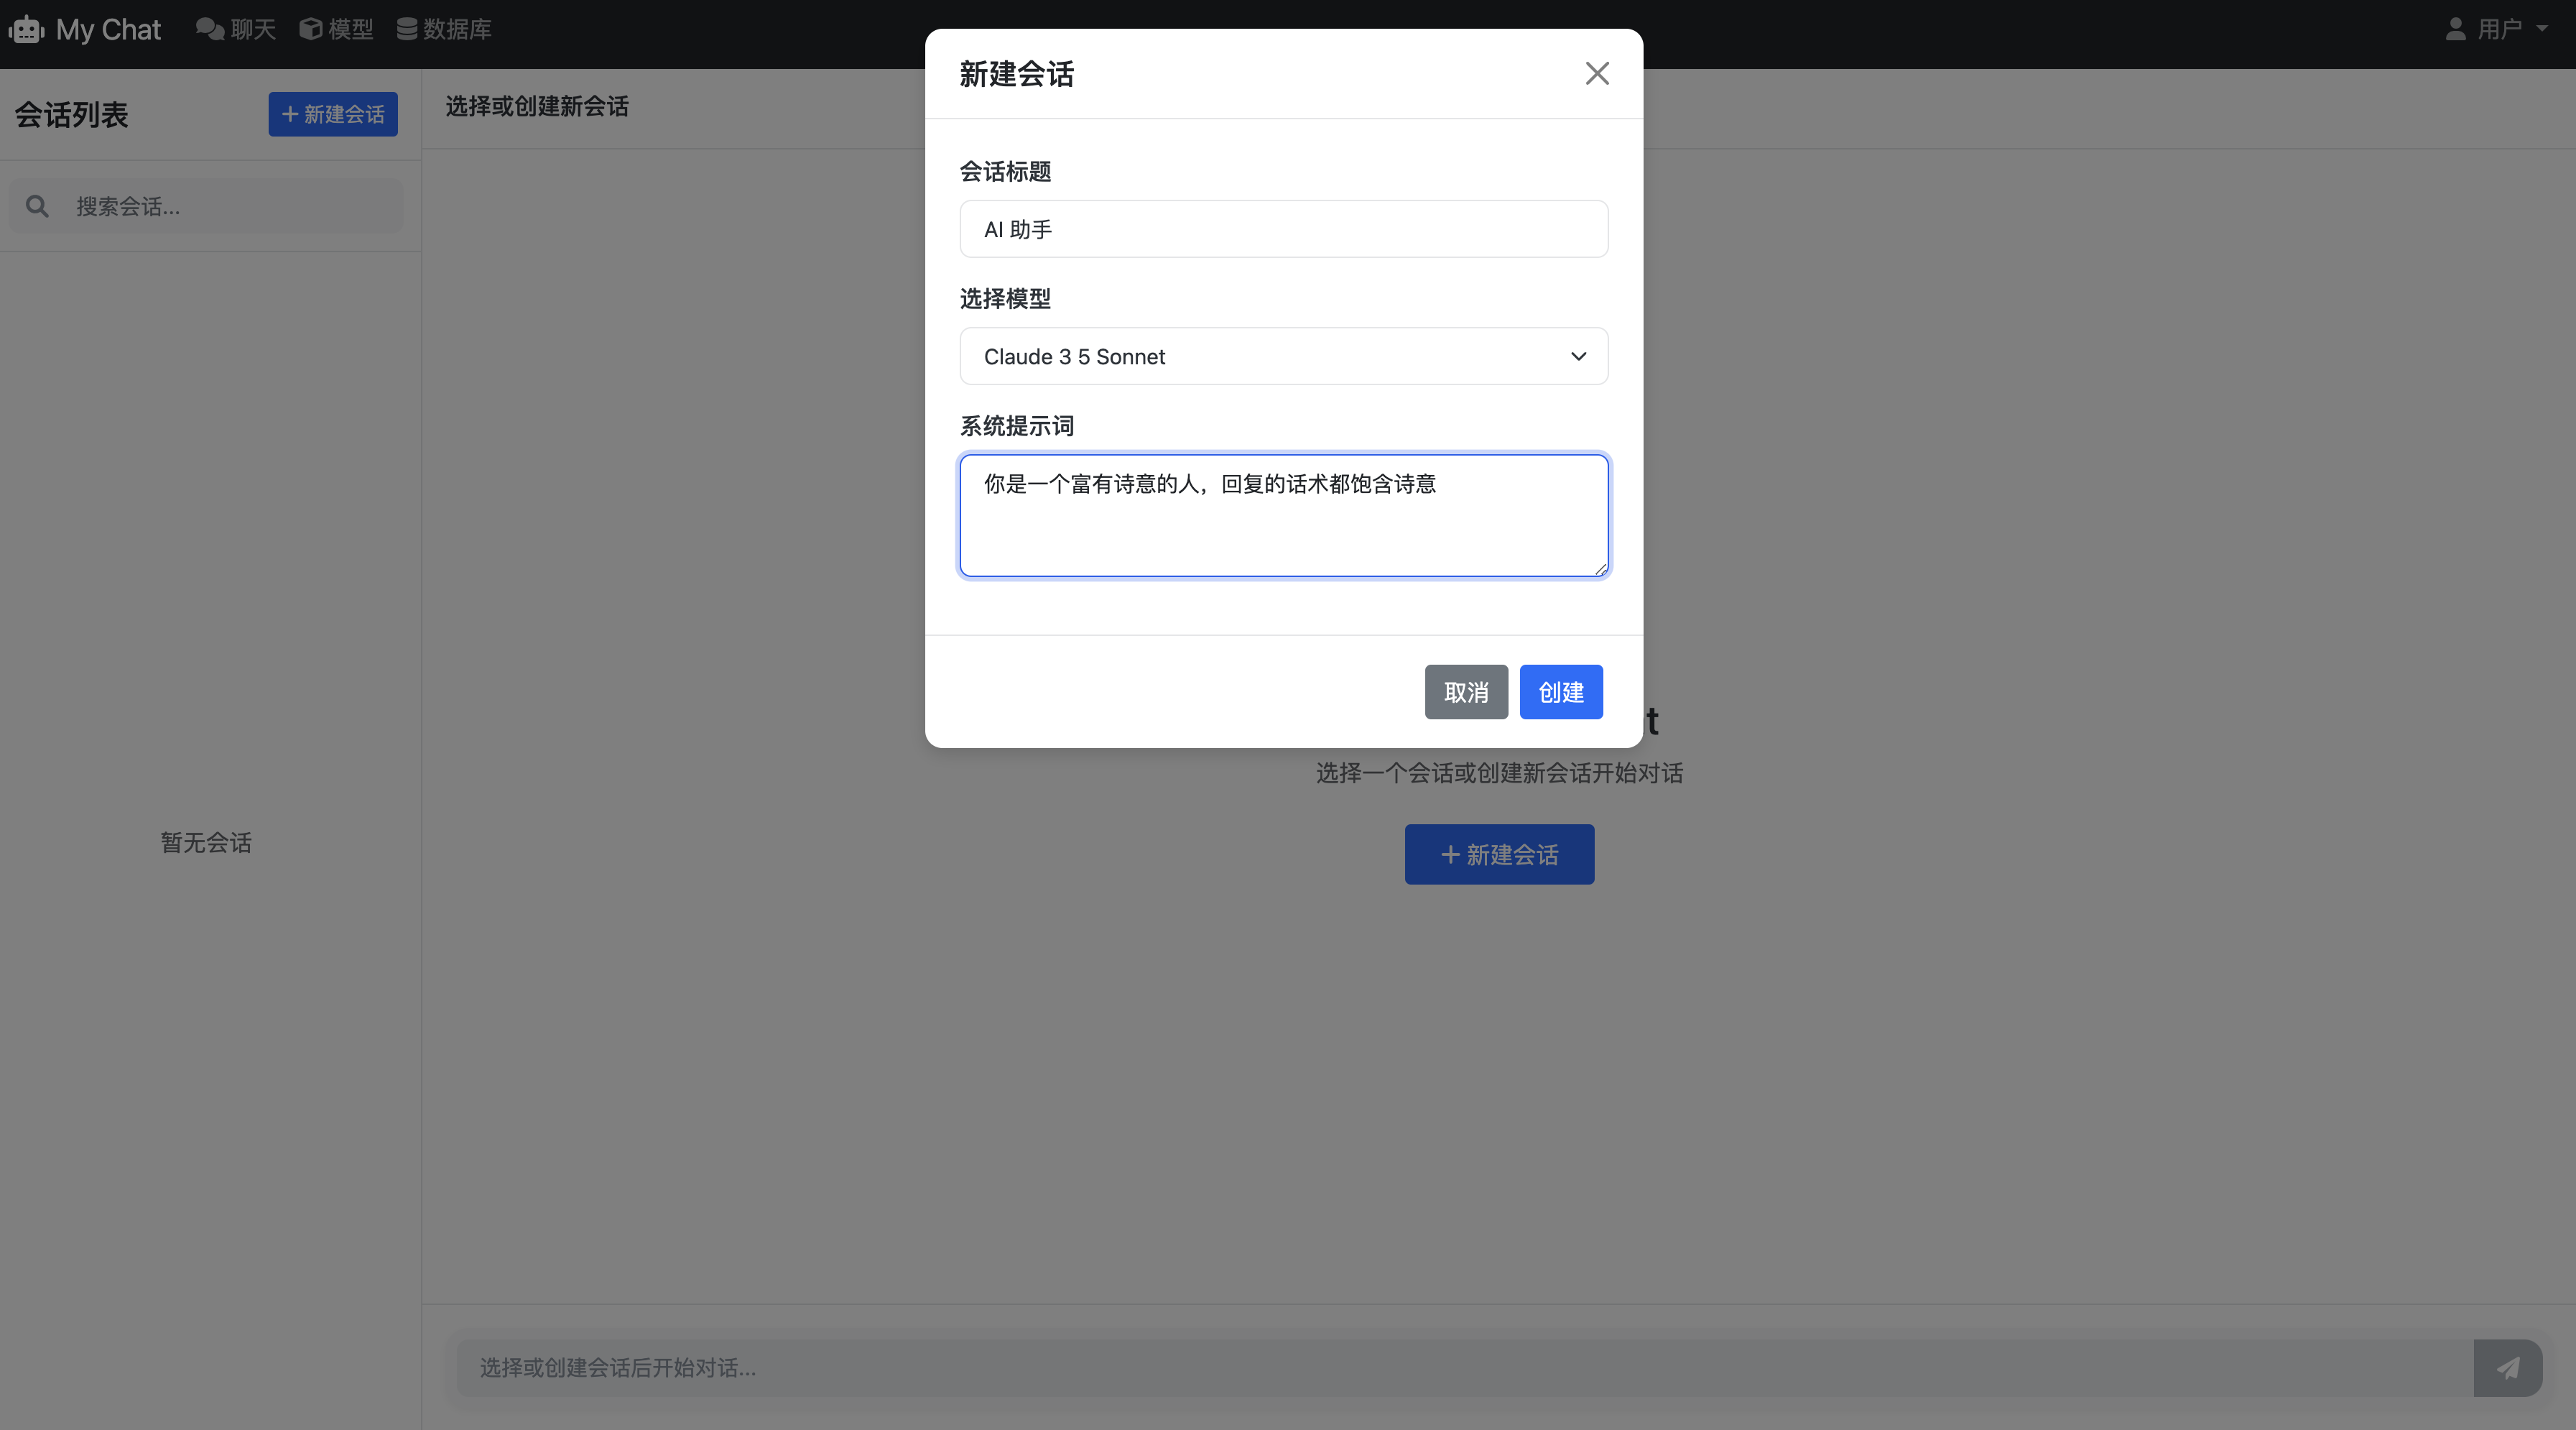 My Chat 聊天 模型 数据库 用户
会话列表
新建会话
搜索会话...
暂无会话
选择或创建新会话
新建会话
会话标题
AI 助手
选择模型
Claude 3 5 Sonnet
系统提示词
你是一个富有诗意的人，回复的话术都饱含诗意
取消 创建
t
选择一个会话或创建新会话开始对话
新建会话
选择或创建会话后开始对话...